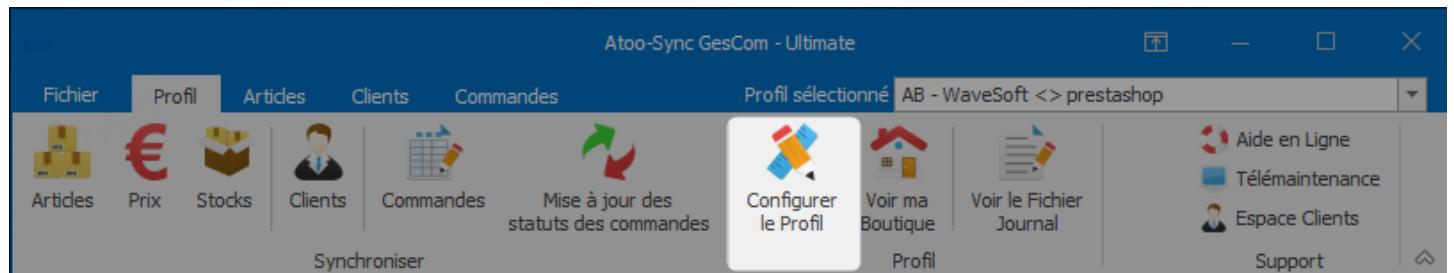 Atoo-Sync GesCom - Ultimate
Fichier Profil Articles Clients Commandes Profil sélectionné AB - WaveSoft <> prestashop
Articles Prix Stocks Clients Commandes Mise à jour des Configurer Voir ma Voir le Fichier Aide en Ligne
statuts des commandes le Profil Boutique Journal Télémaintenance
Espace Clients
Synchroniser Profil Support